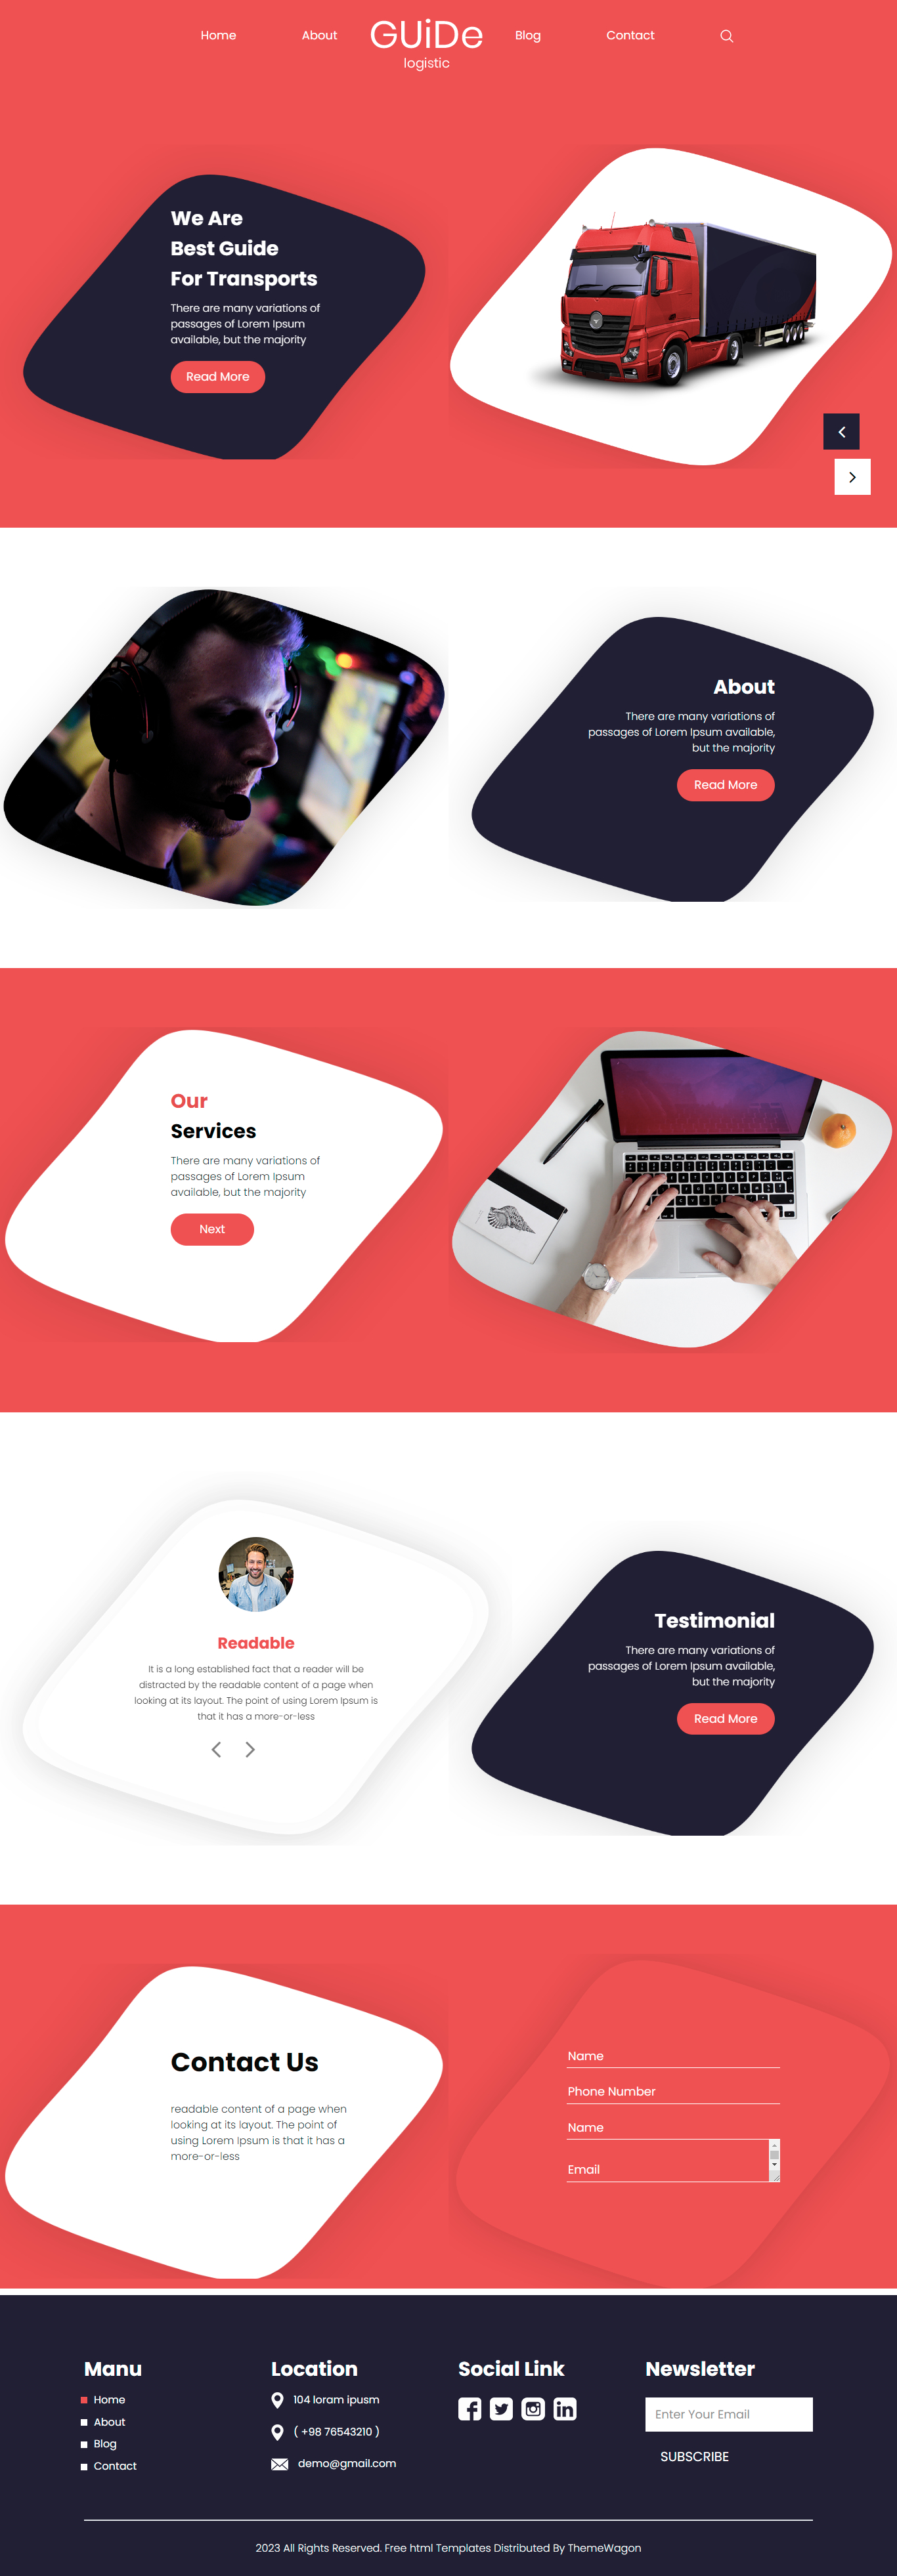 Home
About
GUiDe
logistic
Blog
Contact
We Are
Best Guide
For Transports
There are many variations of
passages of Lorem Ipsum
available, but the majority
Read More
About
There are many variations of
passages of Lorem Ipsum available,
but the majority
Read More
Our
Services
There are many variations of
passages of Lorem Ipsum
available, but the majority
Next
Readable
It is a long established fact that a reader will be
distracted by the readable content of a page when
looking at its layout. The point of using Lorem Ipsum is
that it has a more-or-less
Testimonial
There are many variations of
passages of Lorem Ipsum available,
but the majority
Read More
Contact Us
readable content of a page when
looking at its layout. The point of
using Lorem Ipsum is that it has a
more-or-less
Name
Phone Number
Name
Email
Manu
Home
About
Blog
Contact
Location
104 loram ipusm
( +98 76543210 )
demo@gmail.com
Social Link
Newsletter
Enter Your Email
SUBSCRIBE
2023 All Rights Reserved. Free html Templates Distributed By ThemeWagon